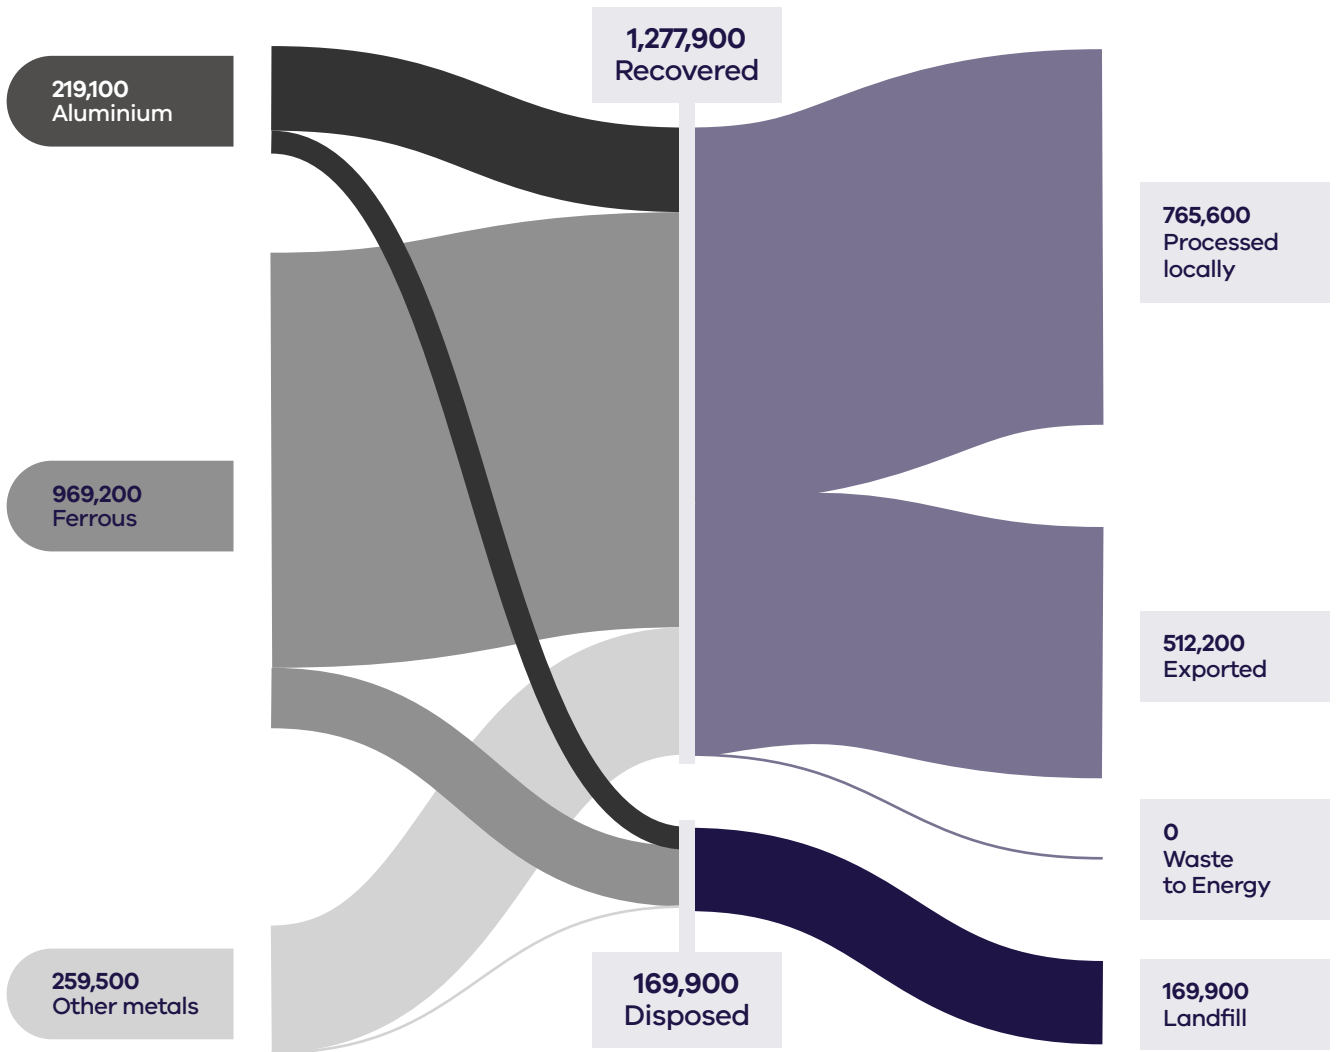 219,100
Aluminium
969,200
Ferrous
259,500
Other metals
1,277,900
Recovered
169,900
Disposed
765,600
Processed
locally
512,200
Exported
0
Waste
to Energy
169,900
Landfill